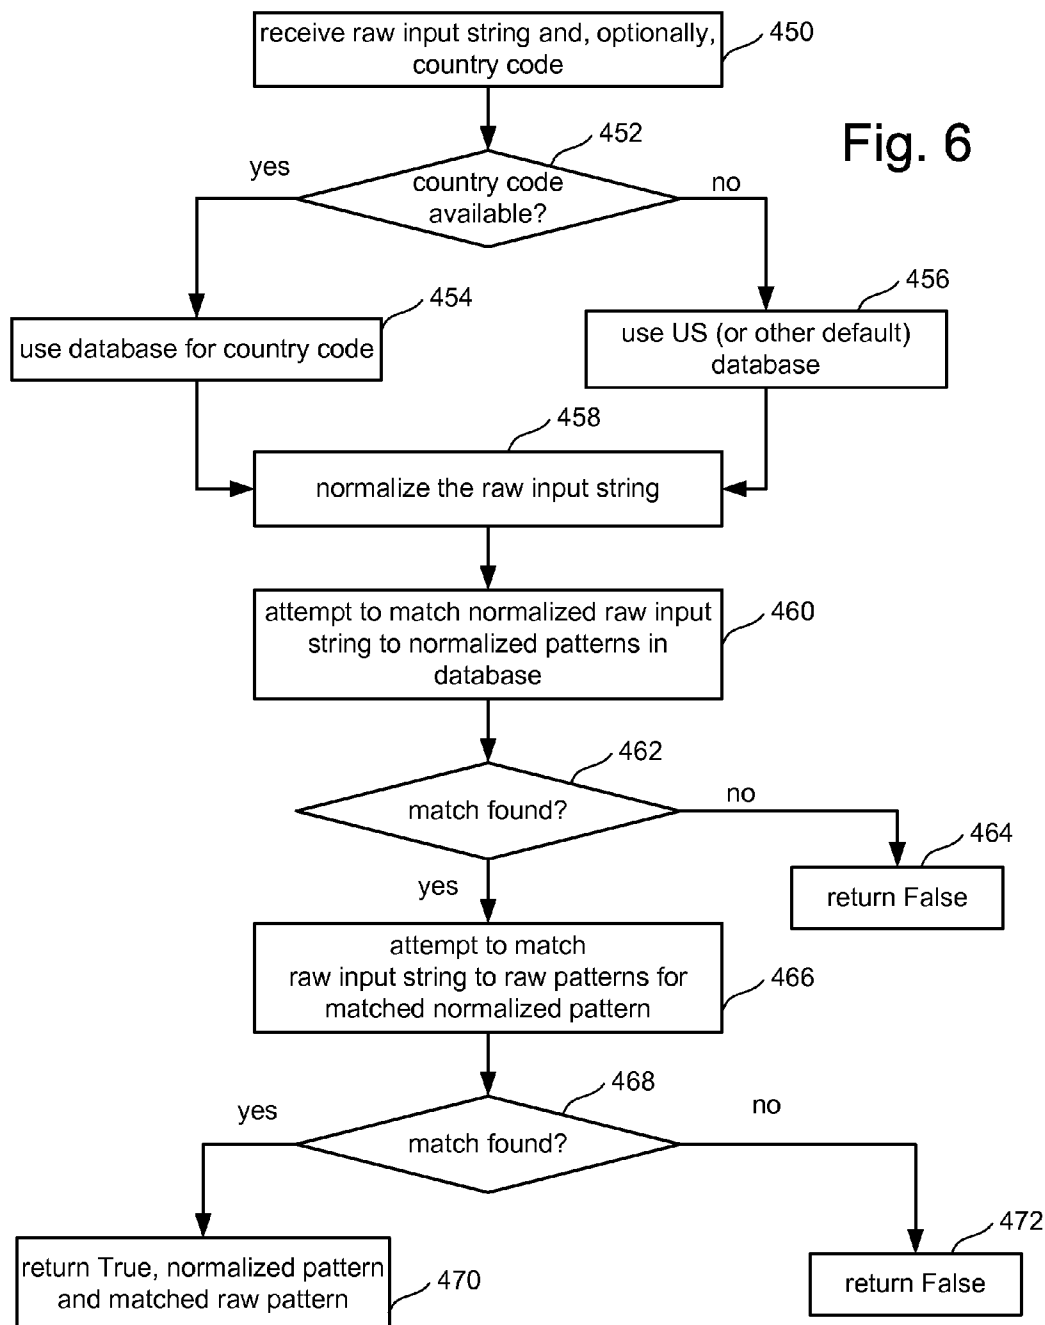 receive raw input string and, optionally,
country code
450
Fig. 6
452
yes
country code
available?
no
454
456
use database for country code
use US (or other default)
database
458
normalize the raw input string
attempt to match normalized raw input
string to normalized patterns in
database
460
462
match found?
no
464
yes
return False
attempt to match
raw input string to raw patterns for
matched normalized pattern
466
468
yes
no
match found?
472
return True, normalized pattern
and matched raw pattern
470
return False